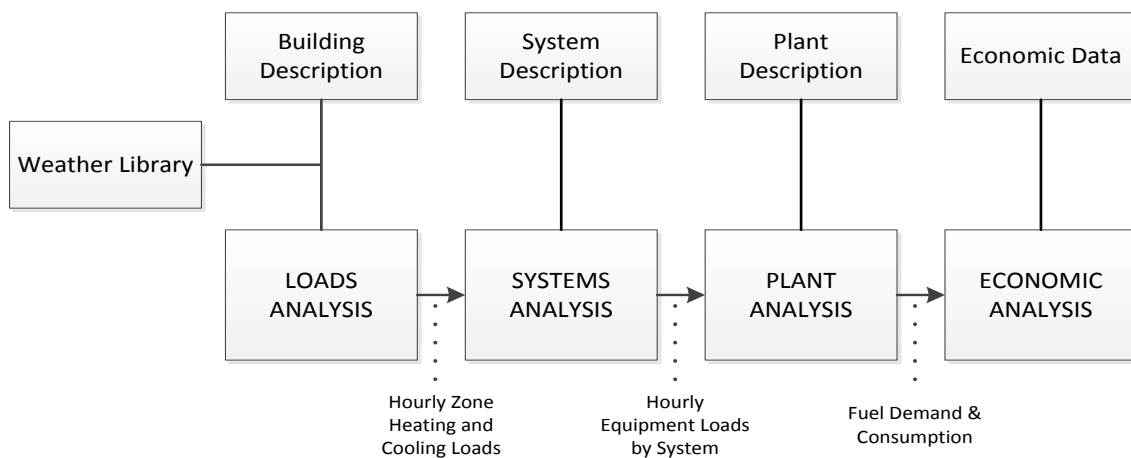 Building
Description
System
Description
Plant
Description
Economic Data
Weather Library
LOADS
ANALYSIS
SYSTEMS
ANALYSIS
PLANT
ANALYSIS
ECONOMIC
ANALYSIS
Hourly Zone
Heating and
Cooling Loads
Hourly
Equipment Loads
by System
Fuel Demand &
Consumption